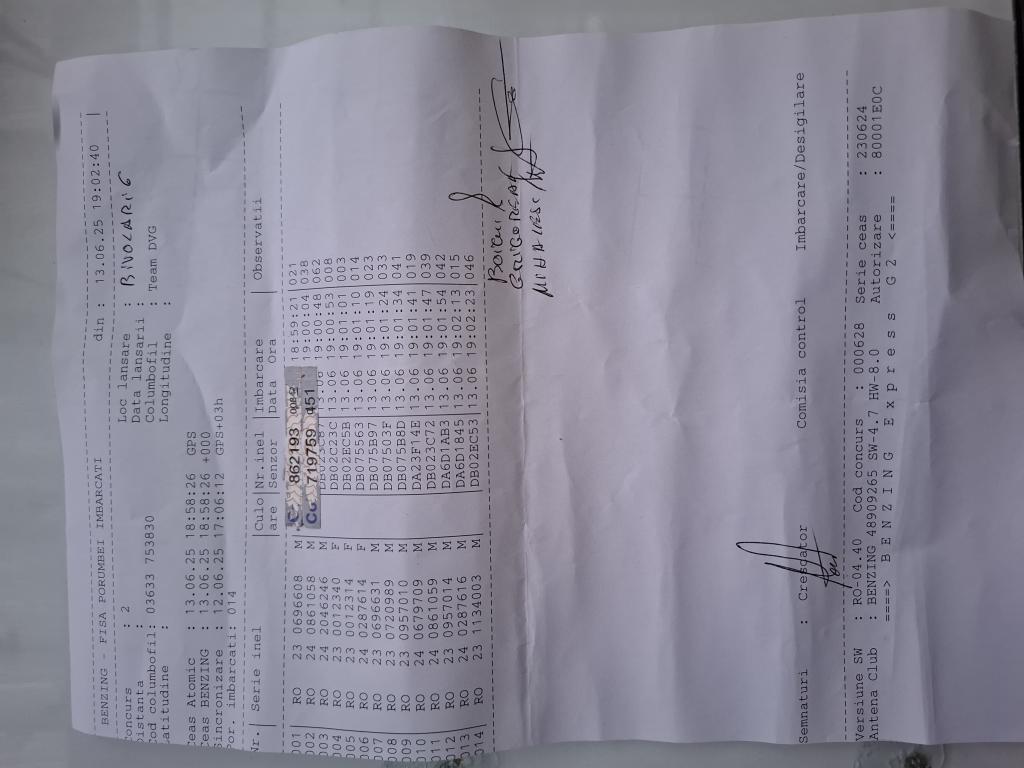 BENZING - FISA PORUMBEI IMBARCATI din : 13.06.25 19:02:40 |
Concurs : 2 Loc lansare : BINOCARIG
Distanta : Data lansarii :
Cod columbofil: 03633 753830 Columbofil : Team DVG
Latitudine : Longitudine :
Ceas Atomic : 13.06.25 18:58:26 GPS
Ceas BENZING : 13.06.25 18:58:26 +000
Sincronizare : 12.06.25 17:06:12 GPS+03h
Por. imbarcati: 014
Nr.| Serie inel |Culo|Nr.inel |Imbarcare | Observatii
|are |Senzor |Data Ora |
001 RO 23 0696608 M 862193 18:59:21|021
002 RO 24 0861058 M 719759 451 19:00:04|038
003 RO 24 2046246 M 13.06 19:00:48|062
004 RO 23 0012340 F DB02C23C|13.06 19:00:53|008
005 RO 23 0012314 F DB02EC5B|13.06 19:01:01|003
006 RO 24 0287614 F DB075563|13.06 19:01:10|014
007 RO 23 0696631 M DB075B97|13.06 19:01:19|023
008 RO 23 0720989 M DB07503F|13.06 19:01:24|033
009 RO 23 0957010 M DB075B8D|13.06 19:01:34|041
010 RO 24 0679709 M DA23F14E|13.06 19:01:41|019
011 RO 24 0861059 M DB023C72|13.06 19:01:47|039
012 RO 23 0957014 M DA6D1AB3|13.06 19:01:54|042
013| RO 24 0287616 M DA6D1845|13.06 19:02:13|015
014| RO 23 1134003 M DB02EC53|13.06 19:02:23|046
Semnaturi : Crescator Comisia control Imbarcare/Desigilare
Versiune SW : RO-04.40 Cod concurs : 000628 Serie ceas : 230624
Antena Club : BENZING 48909265 SW-4.7 HW-8.0 Autorizare : 80001E0C
====> B E N Z I N G E x p r e s s G 2 <====